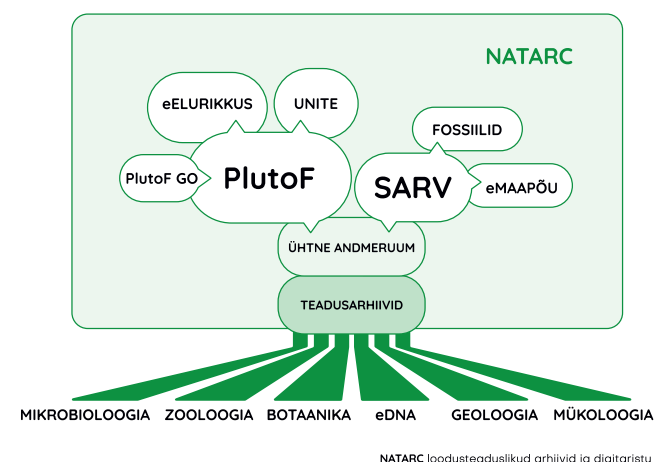 NATARC
eELURIKKUS
UNITE
FOSSIILID
PlutoF GO
PlutoF
SARV
eMAAPÕU
ÜHTNE ANDMERUUM
TEADUSARHIIVID
MIKROBIOLOOGIA
ZOOLOOGIA
BOTAANIKA
eDNA
GEOLOOGIA
MÜKOLOOGIA
NATARC loodusteaduslikud arhiivid ja digitaristu